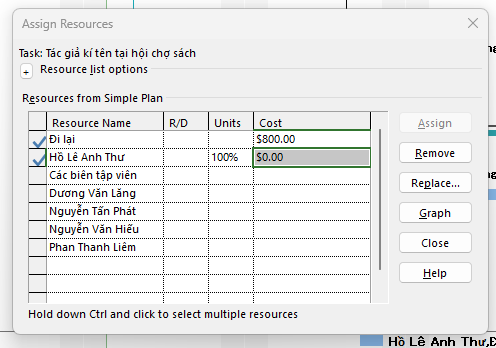 Assign Resources
Task: Tác giả kí tên tại hội chợ sách
+ Resource list options
Resources from Simple Plan
Resource Name R/D Units Cost
Đi lại $800.00
Hồ Lê Anh Thư 100% $0.00
Các biên tập viên
Dương Văn Lãng
Nguyễn Tấn Phát
Nguyễn Văn Hiếu
Phan Thanh Liêm
Assign
Remove
Replace...
Graph
Close
Help
Hold down Ctrl and click to select multiple resources
Hồ Lê Anh Thư,Đ